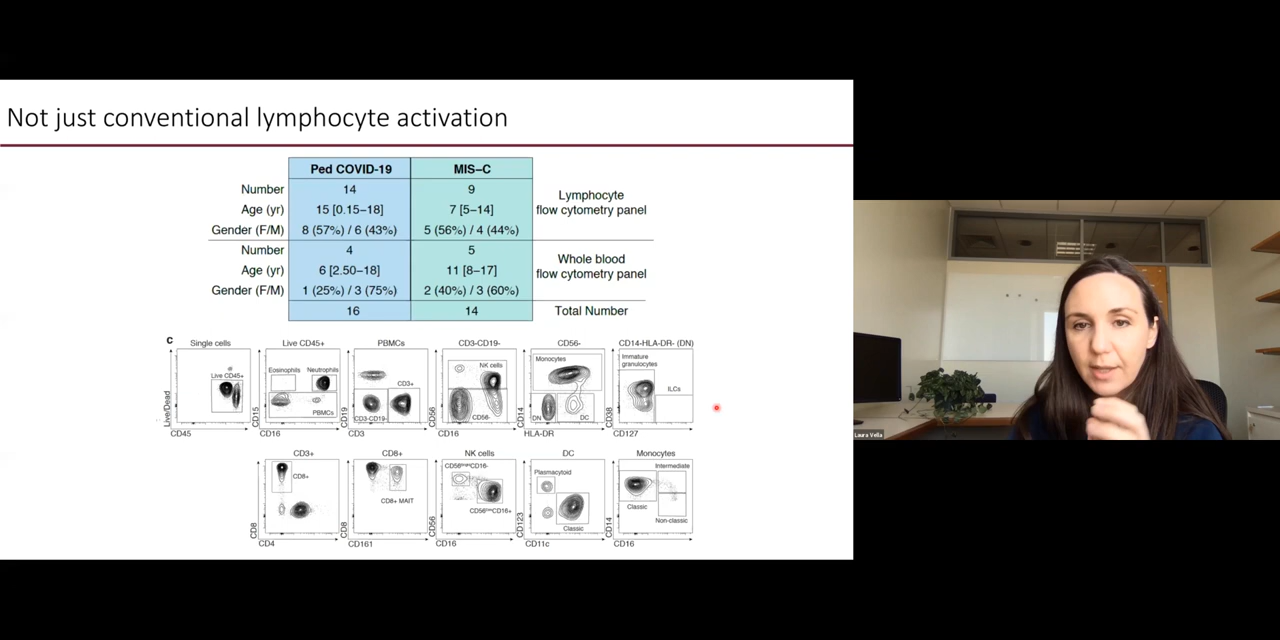 Not just conventional lymphocyte activation
Ped COVID-19 MIS–C
Number 14 9
Age (yr) 15 [0.15–18] 7 [5–14]
Gender (F/M) 8 (57%) / 6 (43%) 5 (56%) / 4 (44%)
Lymphocyte
flow cytometry panel
Number 4 5
Age (yr) 6 [2.50–18] 11 [8–17]
Gender (F/M) 1 (25%) / 3 (75%) 2 (40%) / 3 (60%)
Whole blood
flow cytometry panel
16 14 Total Number
C
Single cells
Live CD45+
Live/Dead
CD45
Live CD45+
Eosinophils
Neutrophils
PBMCs
CD15
CD16
PBMCs
CD3+
CD3-CD19-
CD19
CD3
CD3-CD19-
NK cells
CD56-
CD56
CD16
CD56-
Monocytes
DN
DC
CD14
HLA-DR
CD14-HLA-DR- (DN)
Immature
granulocytes
ILCs
CD38
CD127
CD3+
CD8+
CD8
CD4
CD8+
CD8+ MAIT
CD8
CD161
NK cells
CD56brightCD16-
CD56lowCD16+
CD56
CD16
DC
Plasmacytoid
Classic
CD123
CD11c
Monocytes
Intermediate
Classic
Non-classic
CD14
CD16
Laura Vella